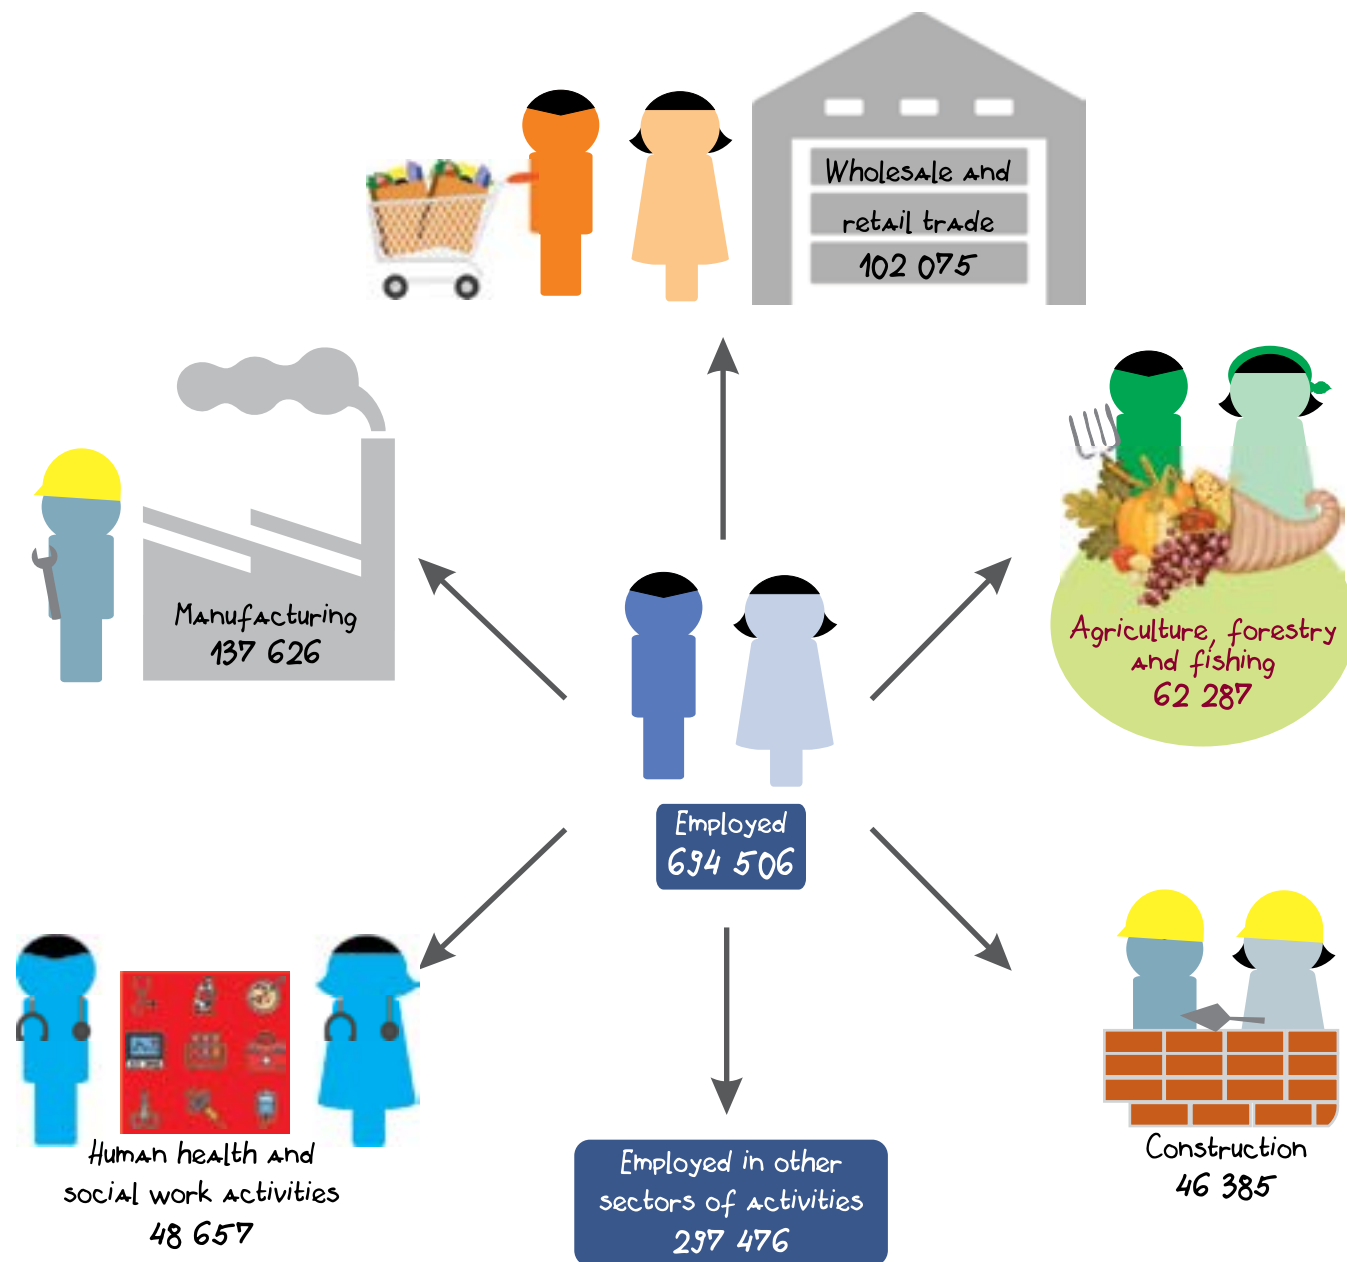 Wholesale and
retail trade
102 075
Manufacturing
137 626
Agriculture, forestry
and fishing
62 287
Employed
694 506
Human health and
social work activities
48 657
Employed in other
sectors of activities
297 476
Construction
46 385